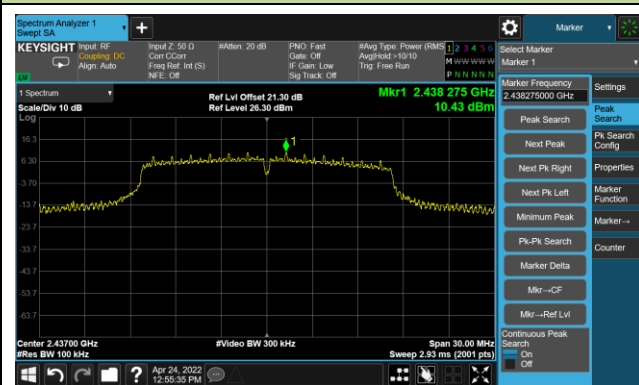 Spectrum Analyzer 1
Swept SA
Marker
KEYSIGHT
Input: RF
Coupling: DC
Align: Auto
Input Z: 50 Ω
Corr CCorr
Freq Ref: Int (S)
NFE: Off
#Atten: 20 dB
PNO: Fast
Gate: Off
IF Gain: Low
Sig Track: Off
#Avg Type: Power (RMS
Avg|Hold:>10/10
Trig: Free Run
1 2 3 4 5 6
M W W W W W
P N N N N N
LV
Select Marker
Marker 1
1 Spectrum
Scale/Div 10 dB
Log
Ref Lvl Offset 21.30 dB
Ref Level 26.30 dBm
Mkr1 2.438 275 GHz
10.43 dBm
1
16.3
6.30
-3.70
-13.7
-23.7
-33.7
-43.7
-53.7
-63.7
Center 2.43700 GHz
#Res BW 100 kHz
#Video BW 300 kHz
Span 30.00 MHz
Sweep 2.93 ms (2001 pts)
Marker Frequency
2.438275000 GHz
Peak Search
Next Peak
Next Pk Right
Next Pk Left
Minimum Peak
Pk-Pk Search
Marker Delta
Mkr→CF
Mkr→Ref Lvl
Continuous Peak
Search
On
Off
Settings
Peak
Search
Pk Search
Config
Properties
Marker
Function
Marker→
Counter
Apr 24, 2022
12:55:35 PM